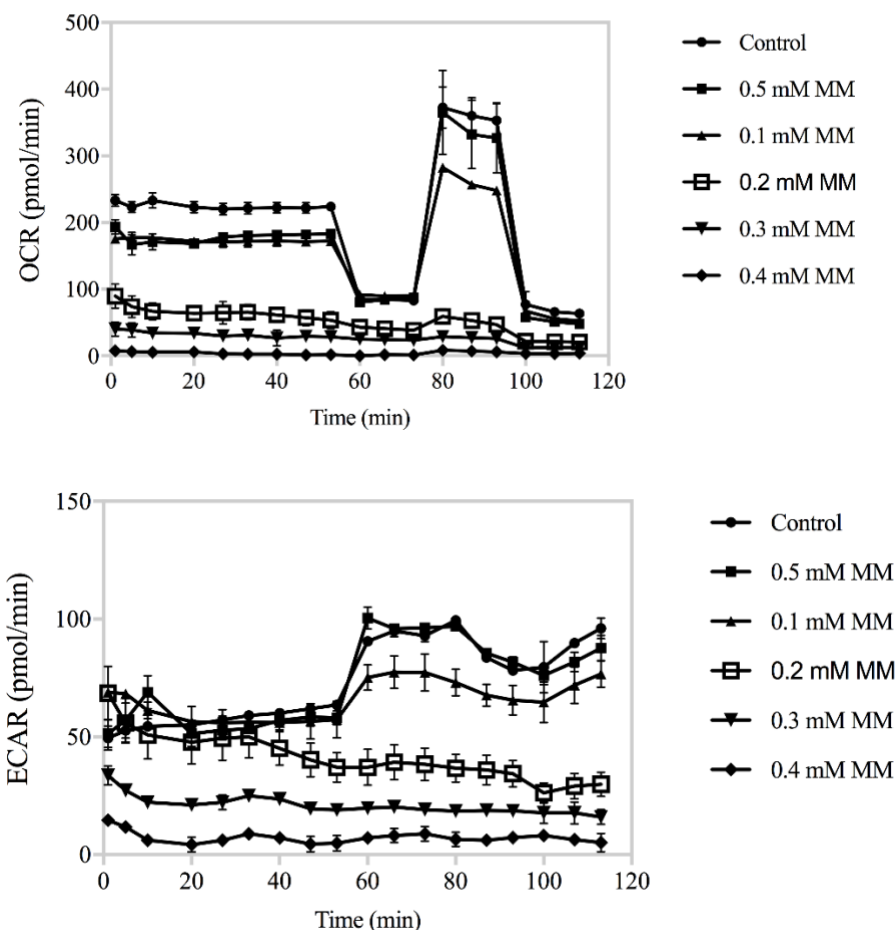 500
400
300
200
100
0
OCR (pmol/min)
0 20 40 60 80 100 120
Time (min)
Control
0.5 mM MM
0.1 mM MM
0.2 mM MM
0.3 mM MM
0.4 mM MM
150
100
50
0
ECAR (pmol/min)
0 20 40 60 80 100 120
Time (min)
Control
0.5 mM MM
0.1 mM MM
0.2 mM MM
0.3 mM MM
0.4 mM MM